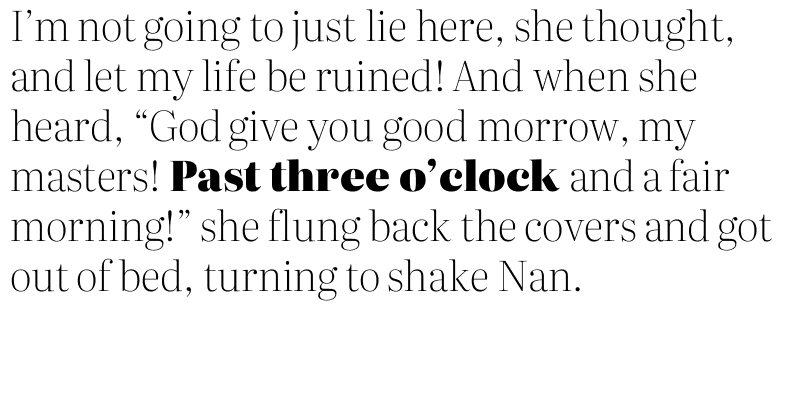 I’m not going to just lie here, she thought,
and let my life be ruined! And when she
heard, “God give you good morrow, my
masters! Past three o’clock and a fair
morning!” she flung back the covers and got
out of bed, turning to shake Nan.